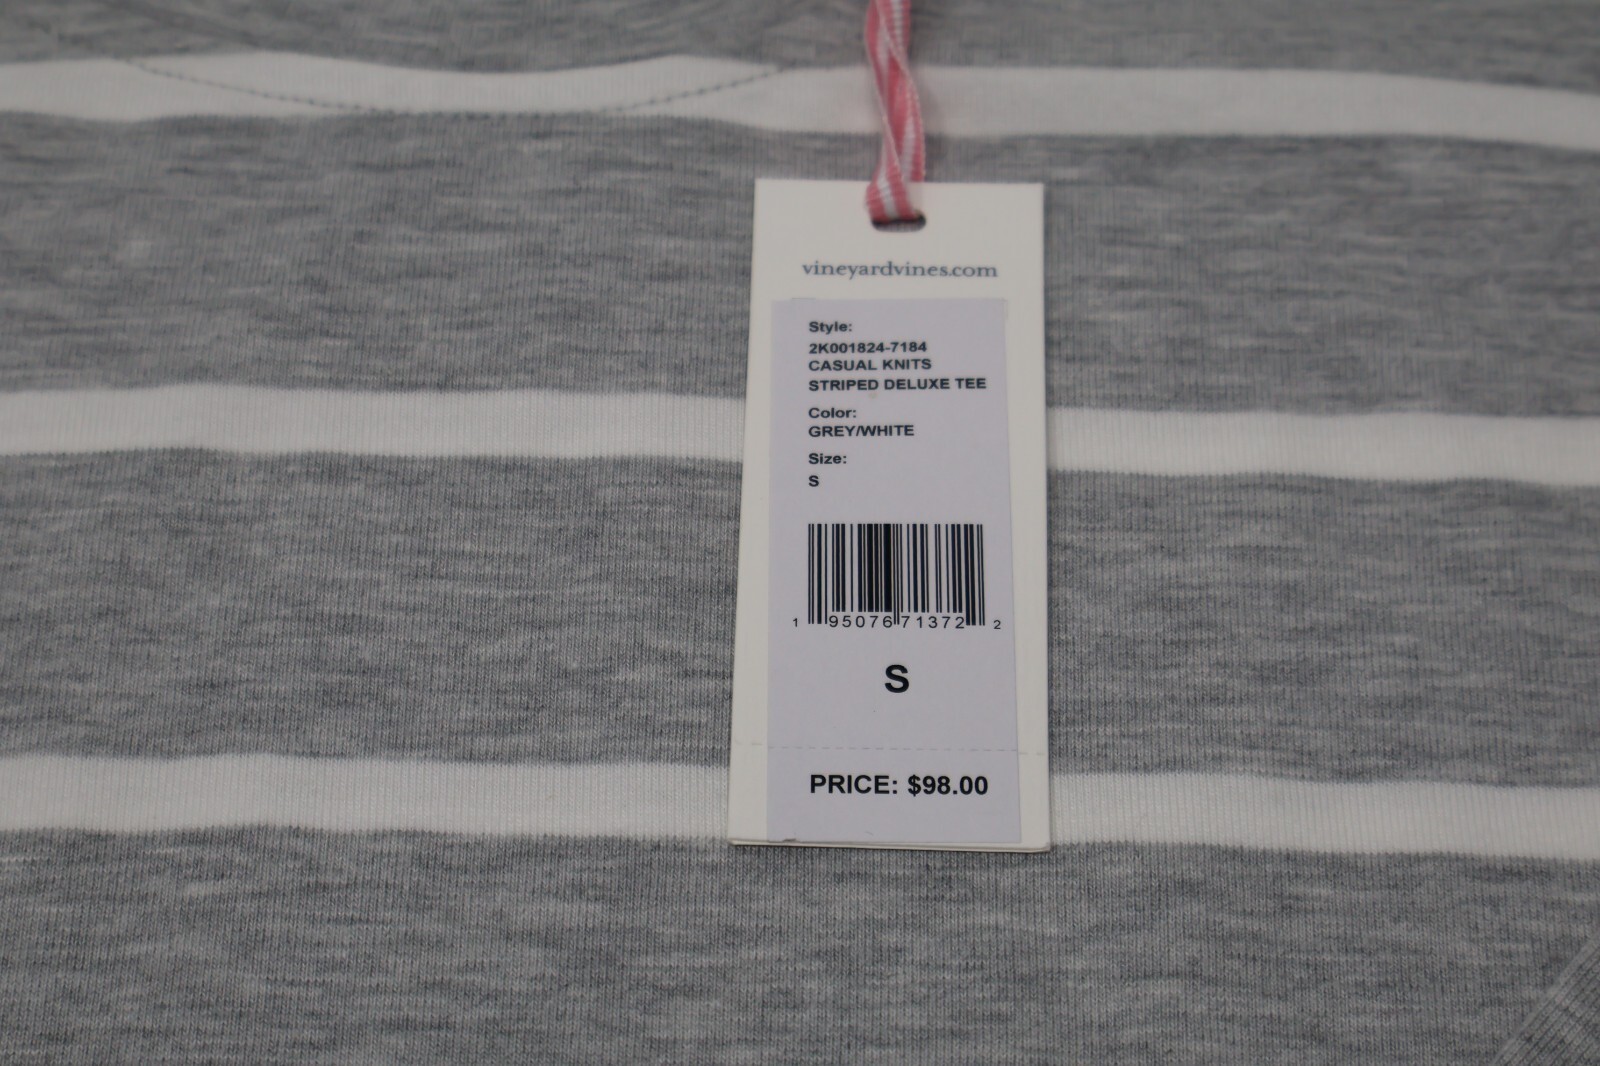 vineyardvines.com
Style:
2K001824-7184
CASUAL KNITS
STRIPED DELUXE TEE
Color:
GREY/WHITE
Size:
S
1 95076 71372 2
S
PRICE: $98.00